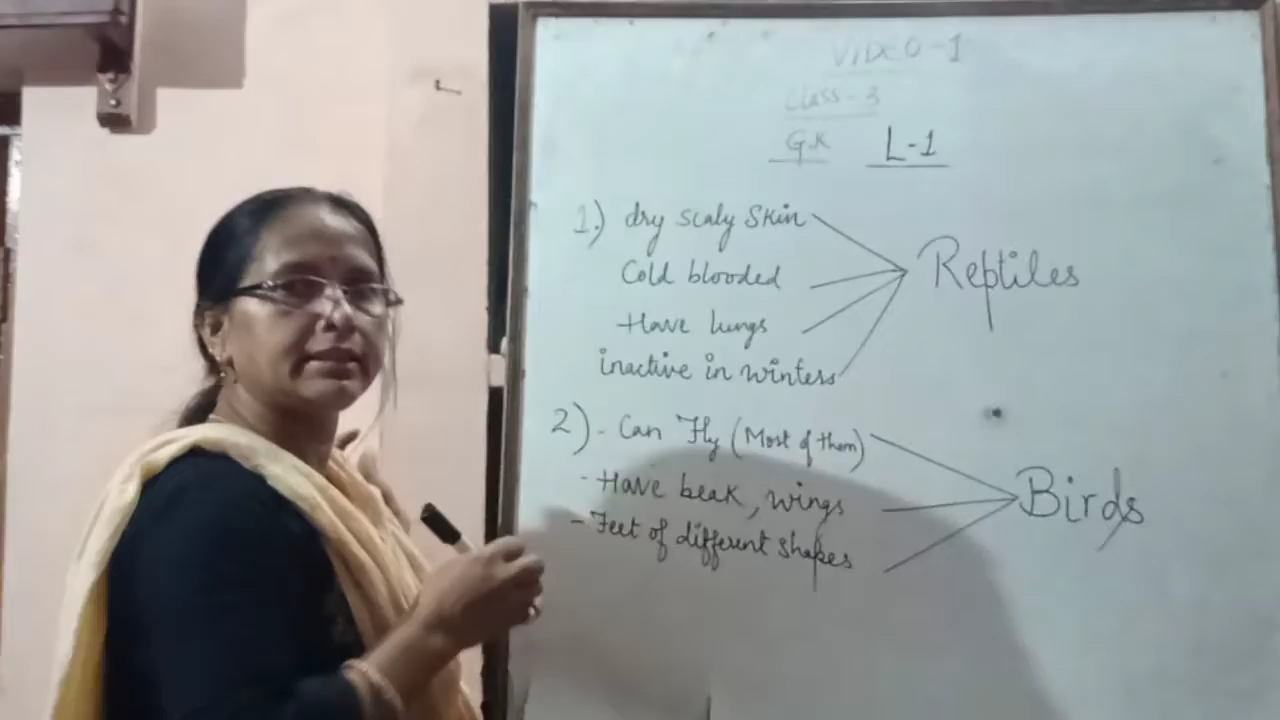 VIDEO-1
Class-3
G.K L-1
1.) dry scaly Skin
Cold blooded
Have lungs
inactive in winters
Reptiles
2) - Can Fly (Most of them)
- Have beak, wings
- Feet of different shapes
Birds